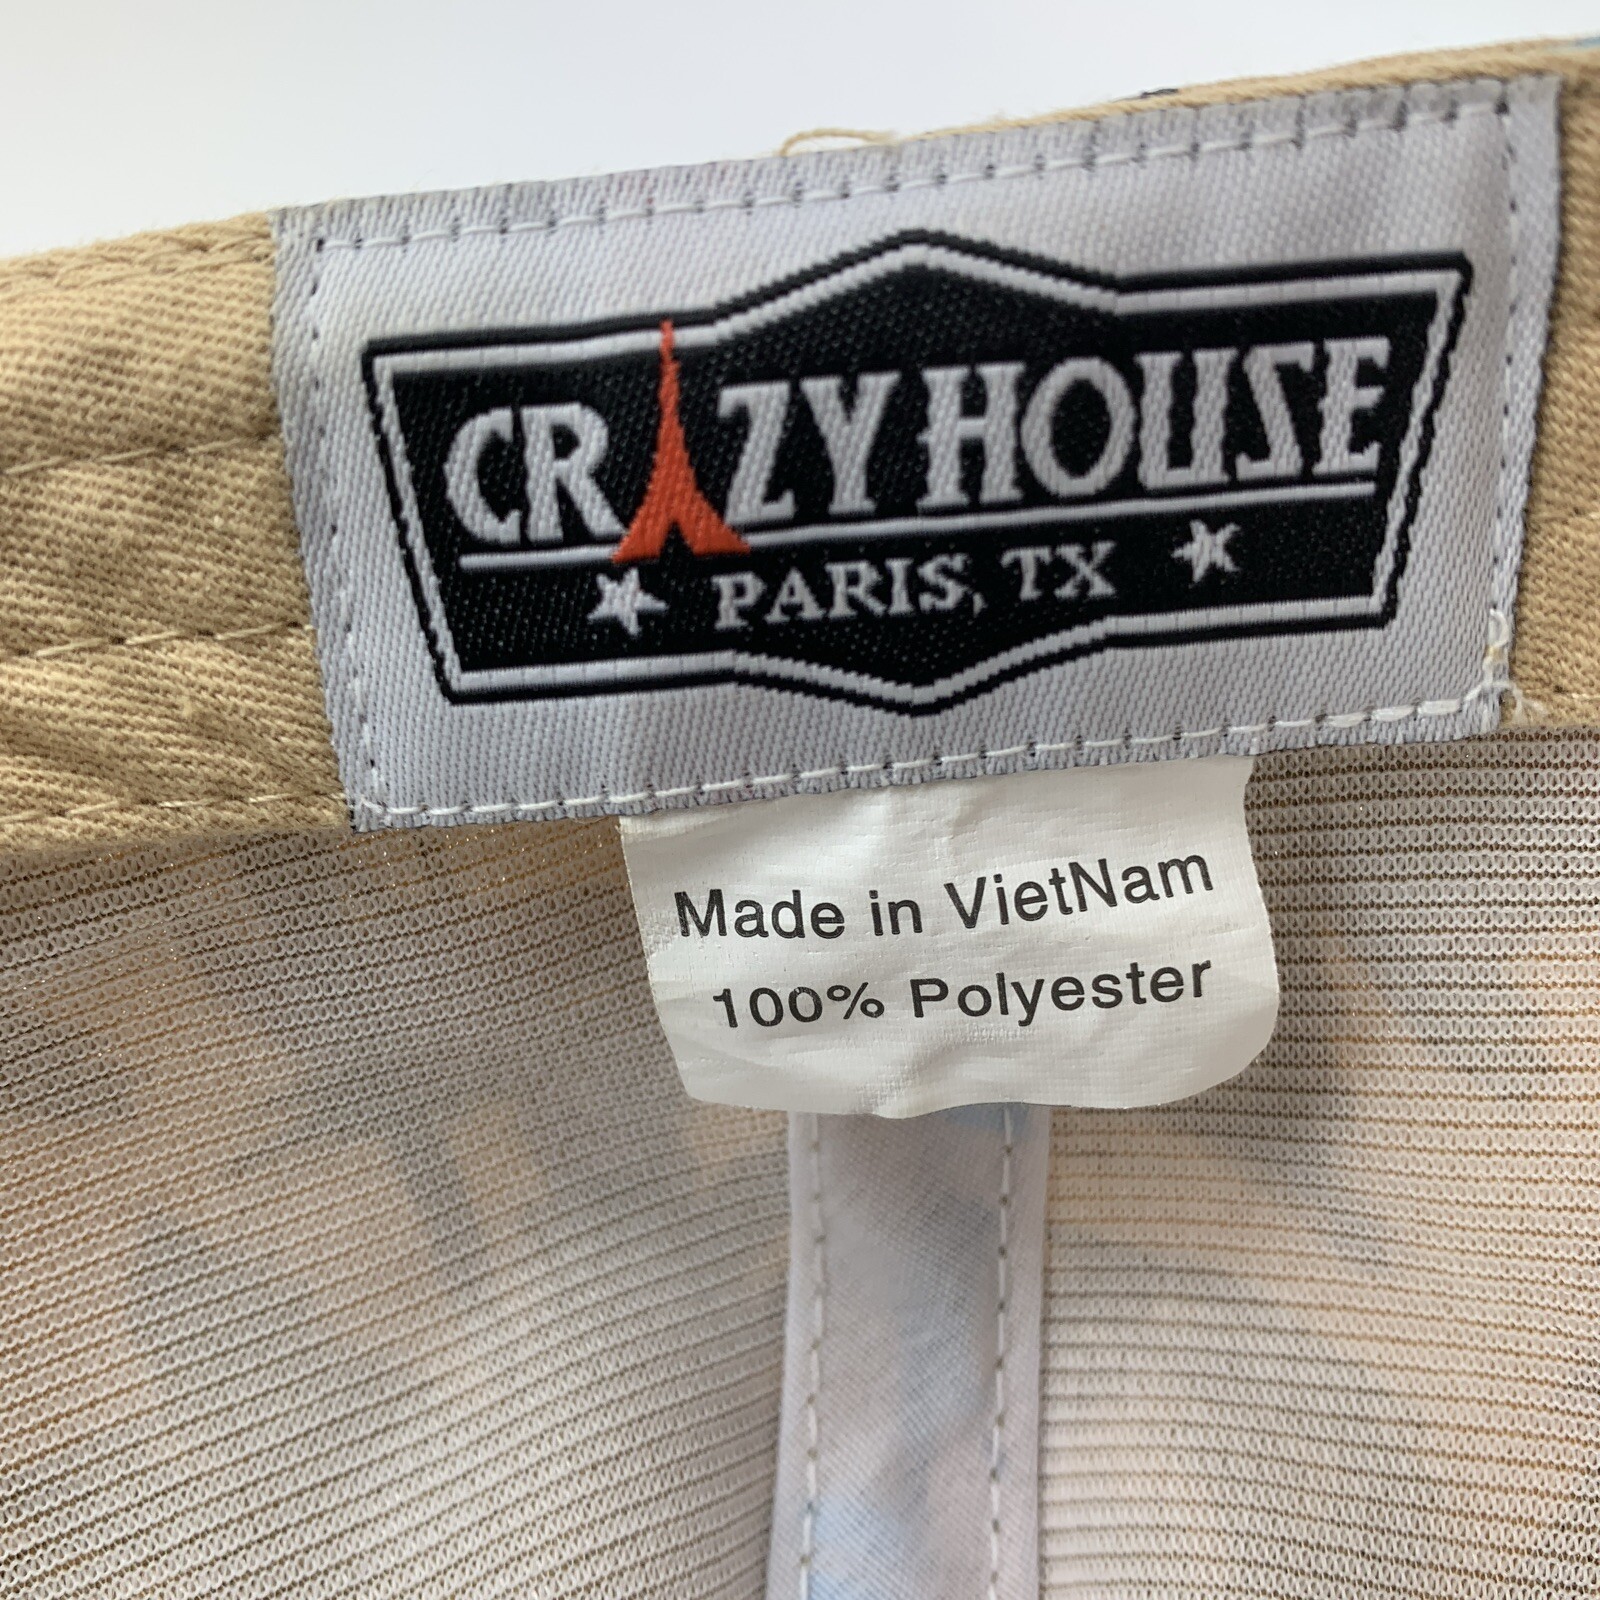 CRAZY HOUSE
PARIS, TX
Made in VietNam
100% Polyester